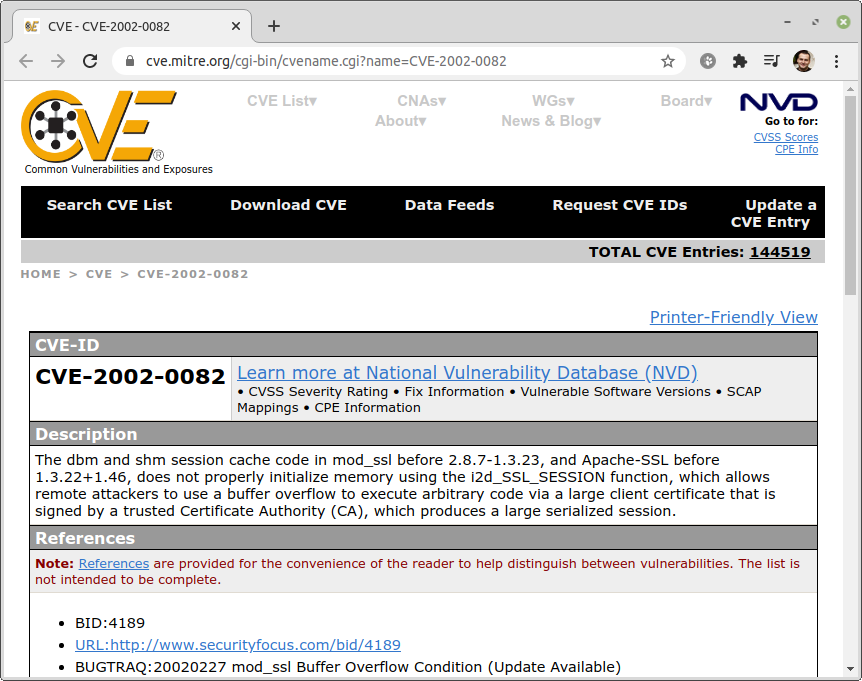 CVE - CVE-2002-0082
cve.mitre.org/cgi-bin/cvename.cgi?name=CVE-2002-0082
CVE
®
Common Vulnerabilities and Exposures
CVE List▾ CNAs▾ WGs▾ Board▾
About▾ News & Blog▾
NVD
Go to for:
CVSS Scores
CPE Info
Search CVE List Download CVE Data Feeds Request CVE IDs Update a
CVE Entry
TOTAL CVE Entries: 144519
HOME > CVE > CVE-2002-0082
Printer-Friendly View
CVE-ID
CVE-2002-0082
Learn more at National Vulnerability Database (NVD)
• CVSS Severity Rating • Fix Information • Vulnerable Software Versions • SCAP
Mappings • CPE Information
Description
The dbm and shm session cache code in mod_ssl before 2.8.7-1.3.23, and Apache-SSL before
1.3.22+1.46, does not properly initialize memory using the i2d_SSL_SESSION function, which allows
remote attackers to use a buffer overflow to execute arbitrary code via a large client certificate that is
signed by a trusted Certificate Authority (CA), which produces a large serialized session.
References
Note: References are provided for the convenience of the reader to help distinguish between vulnerabilities. The list is
not intended to be complete.
• BID:4189
• URL:http://www.securityfocus.com/bid/4189
• BUGTRAQ:20020227 mod_ssl Buffer Overflow Condition (Update Available)